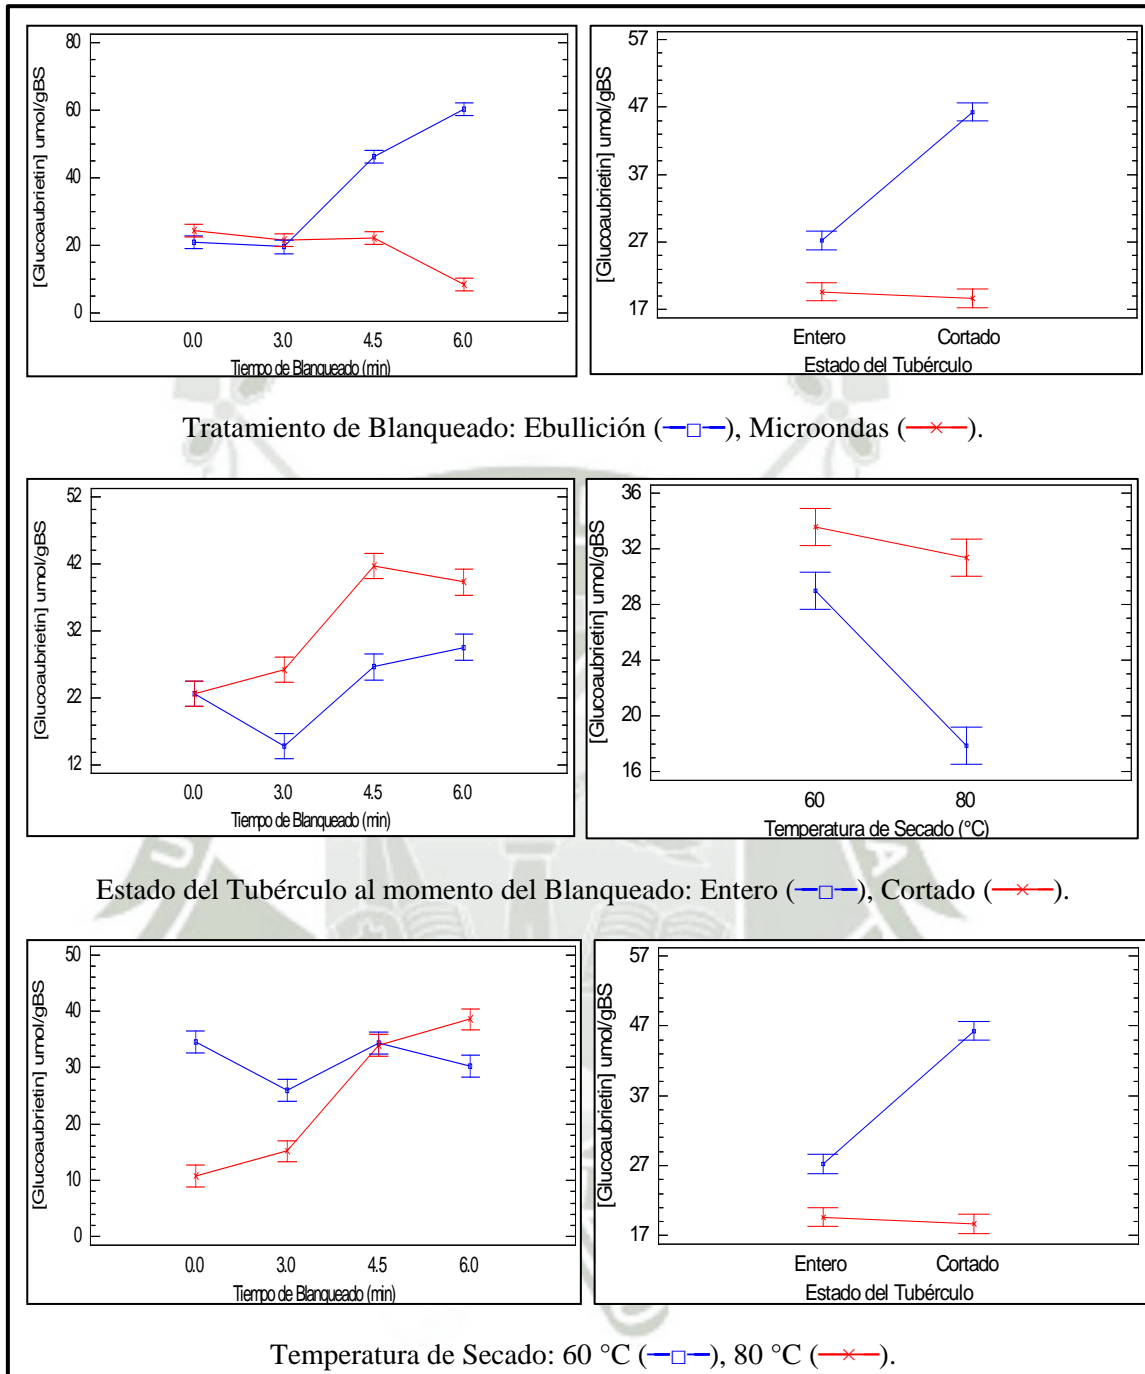 80
60
40
20
0
[Glucoaubrietin] umol/gBS
0.0 3.0 4.5 6.0
Tiempo de Blanqueado (min)
57
47
37
27
17
[Glucoaubrietin] umol/gBS
Entero Cortado
Estado del Tubérculo
Tratamiento de Blanqueado: Ebullición (—□—), Microondas (—×—).
52
42
32
22
12
[Glucoaubrietin] umol/gBS
0.0 3.0 4.5 6.0
Tiempo de Blanqueado (min)
36
32
28
24
20
16
[Glucoaubrietin] umol/gBS
60 80
Temperatura de Secado (°C)
Estado del Tubérculo al momento del Blanqueado: Entero (—□—), Cortado (—×—).
50
40
30
20
10
0
[Glucoaubrietin] umol/gBS
0.0 3.0 4.5 6.0
Tiempo de Blanqueado (min)
57
47
37
27
17
[Glucoaubrietin] umol/gBS
Entero Cortado
Estado del Tubérculo
Temperatura de Secado: 60 °C (—□—), 80 °C (—×—).